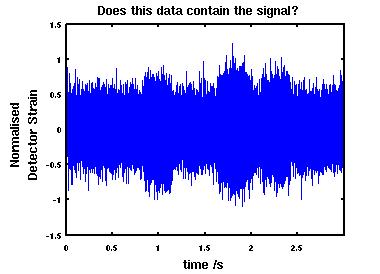 Does this data contain the signal?
1.5
1
0.5
0
-0.5
-1
-1.5
Normalised
Detector Strain
0 0.5 1 1.5 2 2.5
time /s